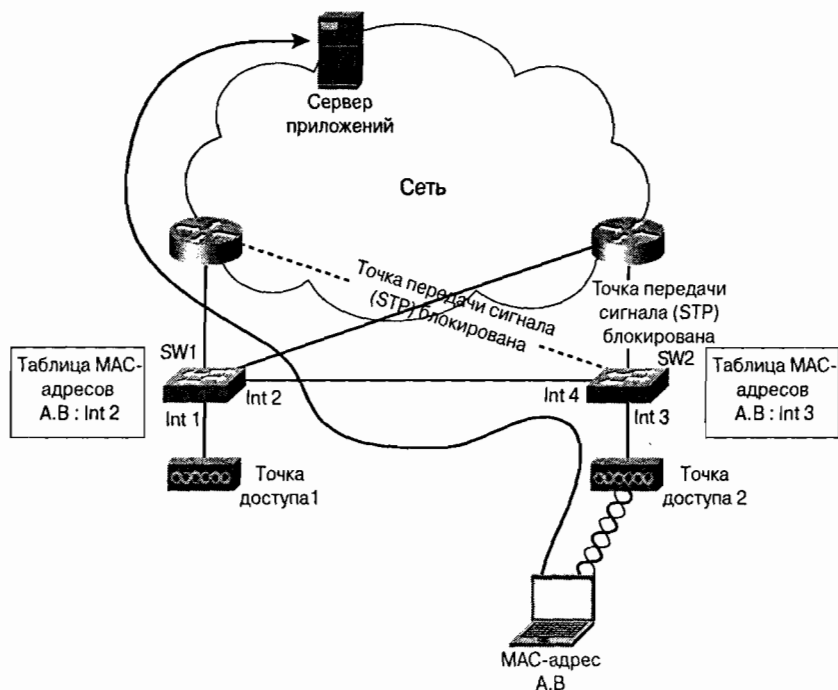 Сервер
приложений
Сеть
Точка передачи сигнала
(STP) блокирована
Точка передачи
сигнала (STP)
блокирована
SW1
SW2
Таблица MAC-
адресов
A.B : Int 2
Int 2
Int 1
Int 4
Int 3
Таблица MAC-
адресов
A.B : Int 3
Точка
доступа1
Точка
доступа 2
MAC-адрес
A.B